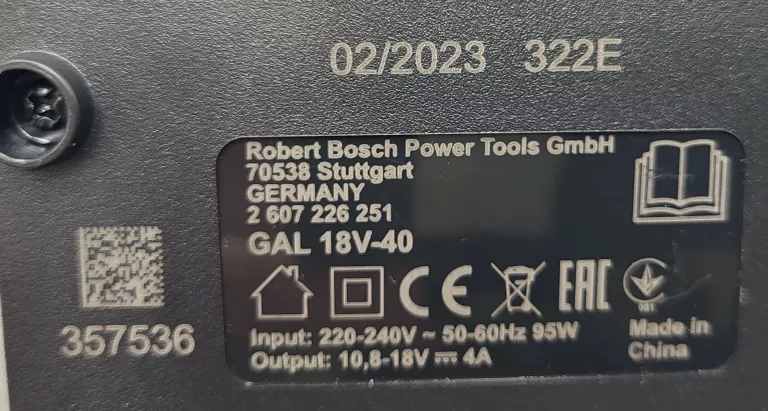 02/2023 322E
Robert Bosch Power Tools GmbH
70538 Stuttgart
GERMANY
2 607 226 251
GAL 18V-40
CE EAC
357536
Input: 220-240V ~ 50-60Hz 95W
Output: 10,8-18V ⎓ 4A
Made in
China